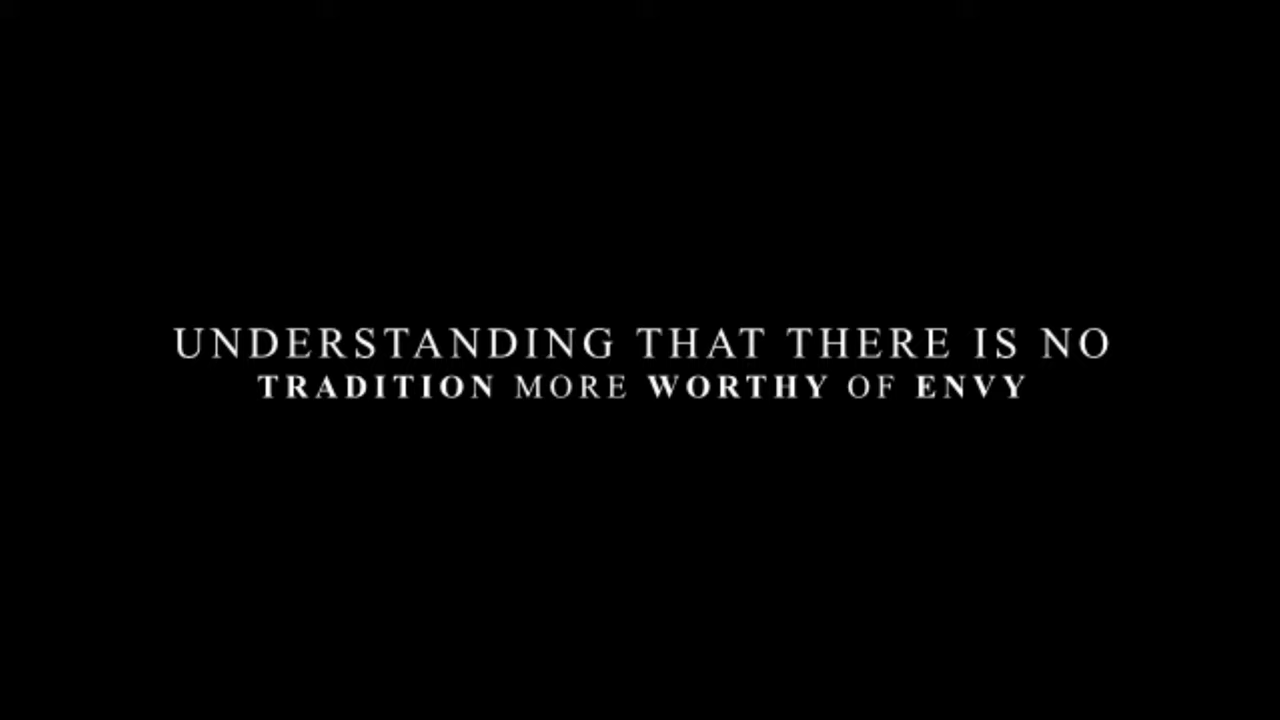 UNDERSTANDING THAT THERE IS NO
TRADITION MORE WORTHY OF ENVY